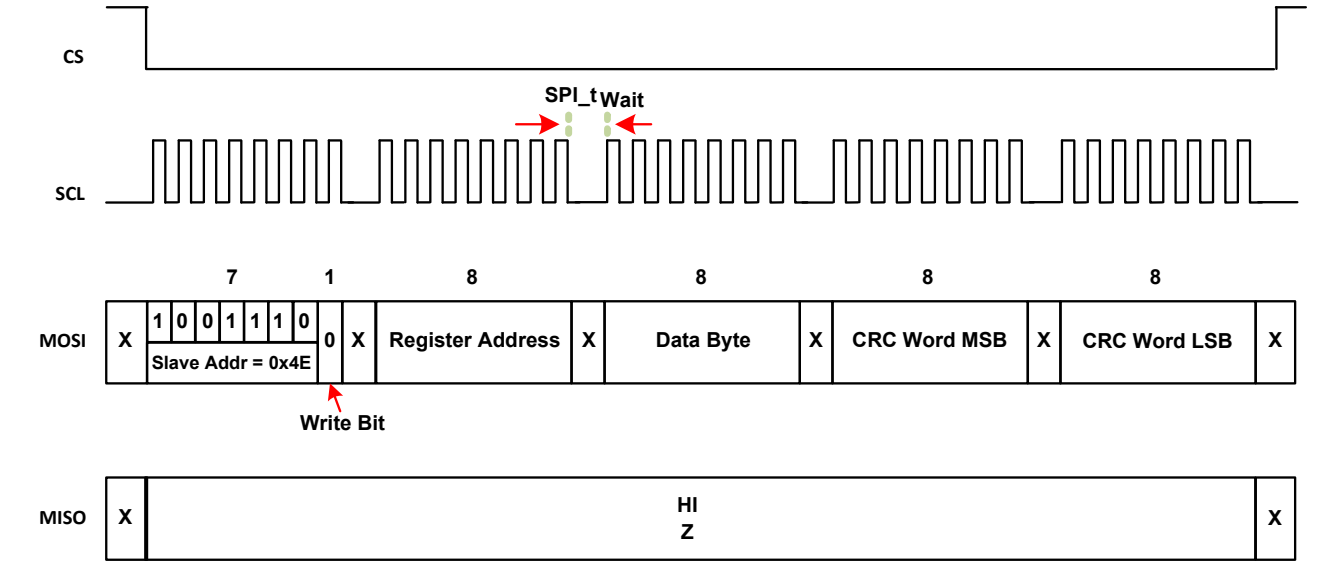 CS
SPI_t Wait
SCL
7 1 8 8 8 8
MOSI X 1 0 0 1 1 1 0 0 X Register Address X Data Byte X CRC Word MSB X CRC Word LSB X
Slave Addr = 0x4E
Write Bit
MISO X HI X
Z